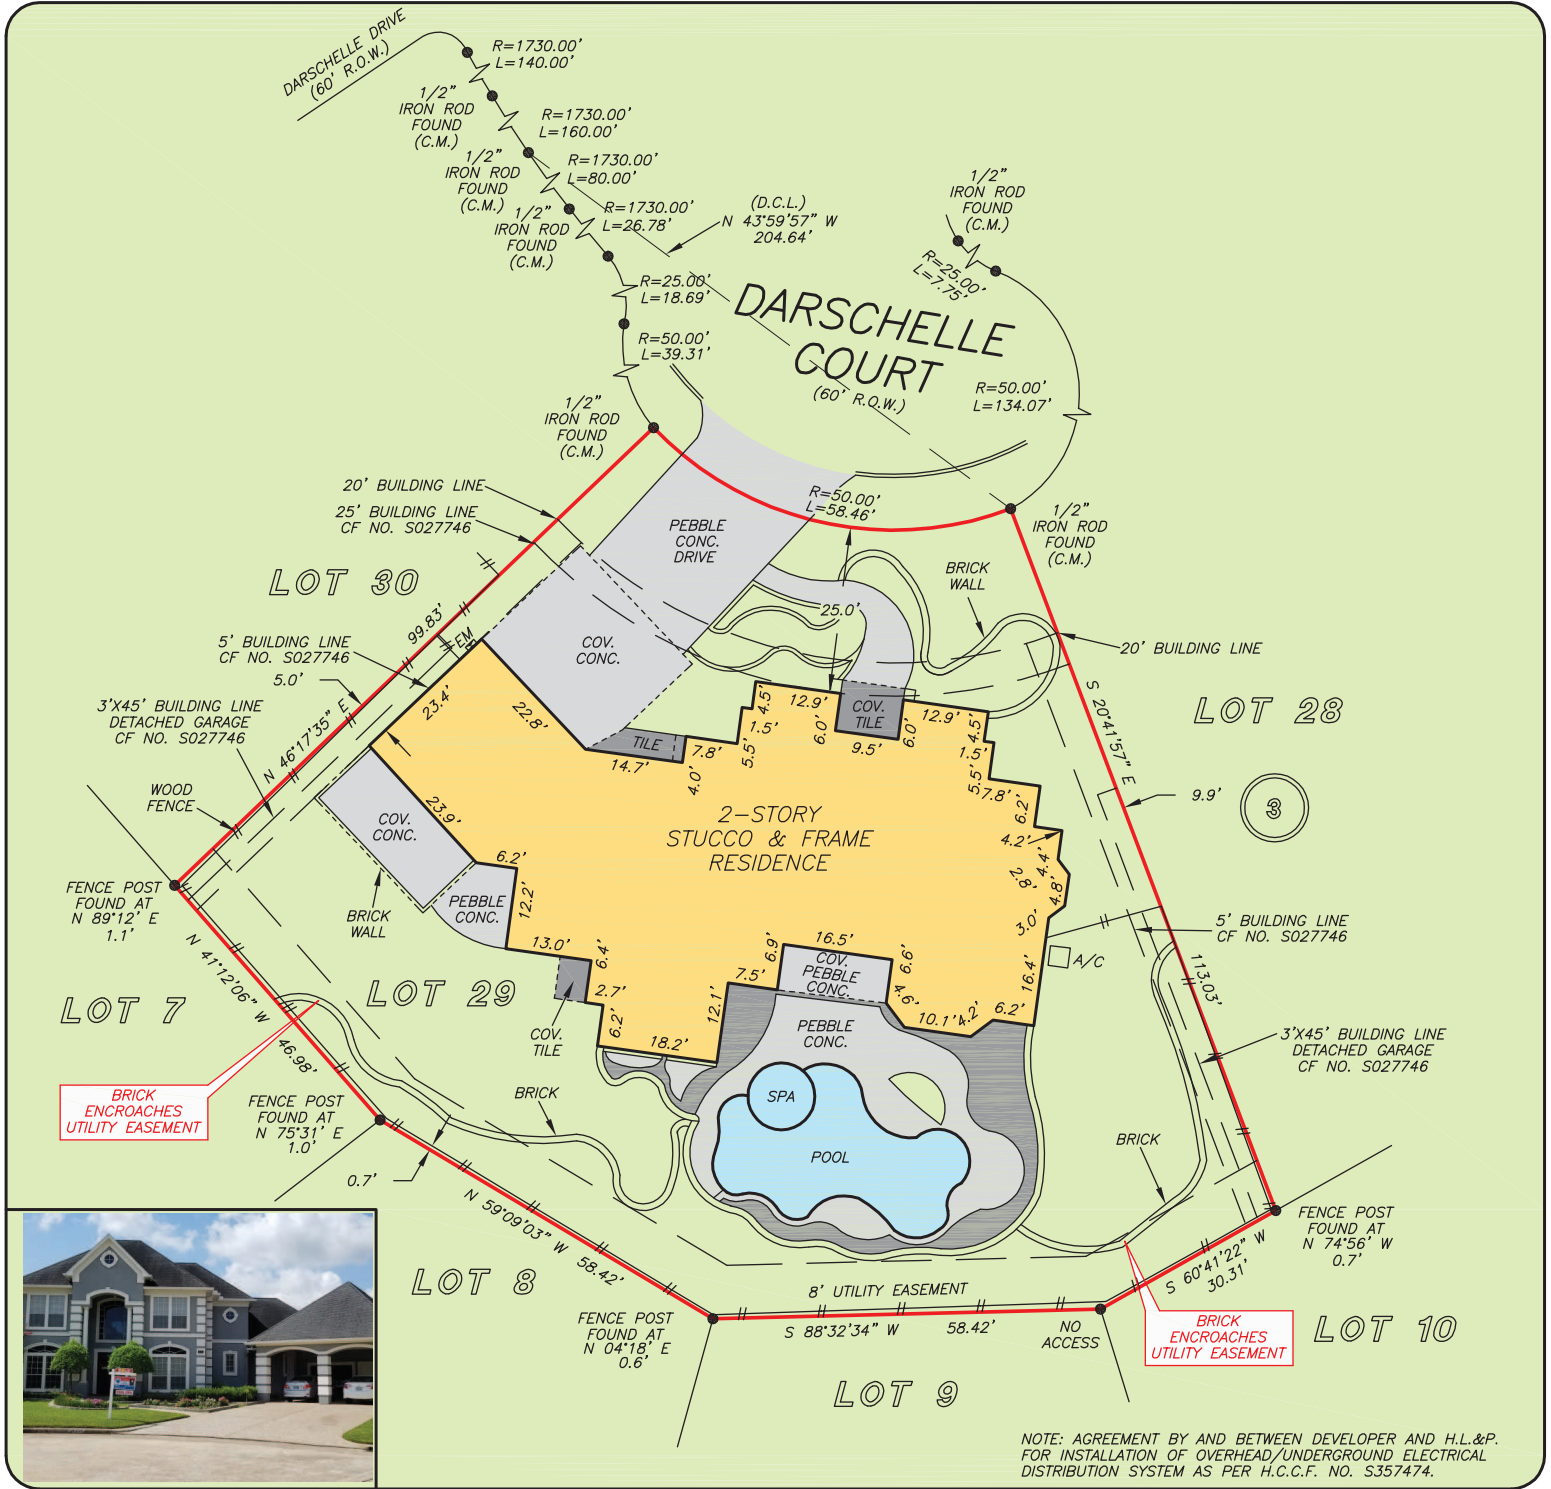 DARSCHELLE DRIVE
(60' R.O.W.)
R=1730.00'
L=140.00'
1/2"
IRON ROD
FOUND
(C.M.)
R=1730.00'
L=160.00'
1/2"
IRON ROD
FOUND
(C.M.)
R=1730.00'
L=80.00'
1/2"
IRON ROD
FOUND
(C.M.)
R=1730.00'
L=26.78'
(D.C.L.)
N 43°59'57" W
204.64'
1/2"
IRON ROD
FOUND
(C.M.)
R=25.00'
L=7.75'
R=25.00'
L=18.69'
DARSCHELLE
COURT
(60' R.O.W.)
R=50.00'
L=39.31'
R=50.00'
L=134.07'
1/2"
IRON ROD
FOUND
(C.M.)
20' BUILDING LINE
25' BUILDING LINE
CF NO. S027746
R=50.00'
L=58.46'
1/2"
IRON ROD
FOUND
(C.M.)
PEBBLE
CONC.
DRIVE
BRICK
WALL
LOT 30
25.0'
99.83'
EM
COV.
CONC.
20' BUILDING LINE
5' BUILDING LINE
CF NO. S027746
5.0'
S 20°41'57" E
LOT 28
3'X45' BUILDING LINE
DETACHED GARAGE
CF NO. S027746
23.4'
22.8'
4.5'
12.9'
COV.
TILE
12.9'
4.5'
1.5'
6.0'
9.5'
6.0'
1.5'
N 46°17'35" E
TILE
14.7'
7.8'
4.0'
5.5'
5.5'
7.8'
9.9'
3
WOOD
FENCE
COV.
CONC.
23.9'
2-STORY
STUCCO & FRAME
RESIDENCE
6.2'
4.2'
4.4'
2.8'
4.8'
3.0'
6.2'
12.2'
FENCE POST
FOUND AT
N 89°12' E
1.1'
BRICK
WALL
PEBBLE
CONC.
5' BUILDING LINE
CF NO. S027746
13.0'
6.4'
16.5'
6.9'
6.6'
COV.
PEBBLE
CONC.
16.4'
A/C
N 41°12'06" W
46.98'
LOT 29
LOT 7
7.5'
2.7'
6.2'
12.1'
4.6'
10.1'
4.2'
6.2'
113.03'
COV.
TILE
18.2'
PEBBLE
CONC.
3'X45' BUILDING LINE
DETACHED GARAGE
CF NO. S027746
BRICK
ENCROACHES
UTILITY EASEMENT
FENCE POST
FOUND AT
N 75°31' E
1.0'
BRICK
SPA
POOL
BRICK
0.7'
N 59°09'03" W
58.42'
LOT 8
8' UTILITY EASEMENT
S 60°41'22" W
30.31'
FENCE POST
FOUND AT
N 74°56' W
0.7'
FENCE POST
FOUND AT
N 04°18' E
0.6'
S 88°32'34" W
58.42'
NO
ACCESS
BRICK
ENCROACHES
UTILITY EASEMENT
LOT 10
LOT 9
NOTE: AGREEMENT BY AND BETWEEN DEVELOPER AND H.L.&P.
FOR INSTALLATION OF OVERHEAD/UNDERGROUND ELECTRICAL
DISTRIBUTION SYSTEM AS PER H.C.C.F. NO. S357474.